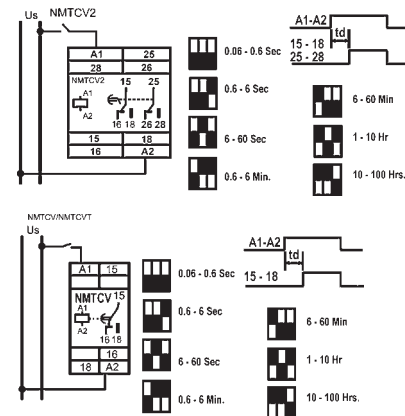 Us NMTCV2
A1 25
28 26
NMTCV2 15 25
A1
A2
16 18 26 28
15 18
16 A2
0.06 - 0.6 Sec
0.6 - 6 Sec
6 - 60 Sec
0.6 - 6 Min.
A1-A2
td
15 - 18
25 - 28
6 - 60 Min
1 - 10 Hr
10 - 100 Hrs.
NMTCV/NMTCVT
Us
A1 15
NMTCV 15
A1
A2
16 18
16
18 A2
0.06 - 0.6 Sec
0.6 - 6 Sec
6 - 60 Sec
0.6 - 6 Min.
A1-A2
td
15 - 18
6 - 60 Min
1 - 10 Hr
10 - 100 Hrs.